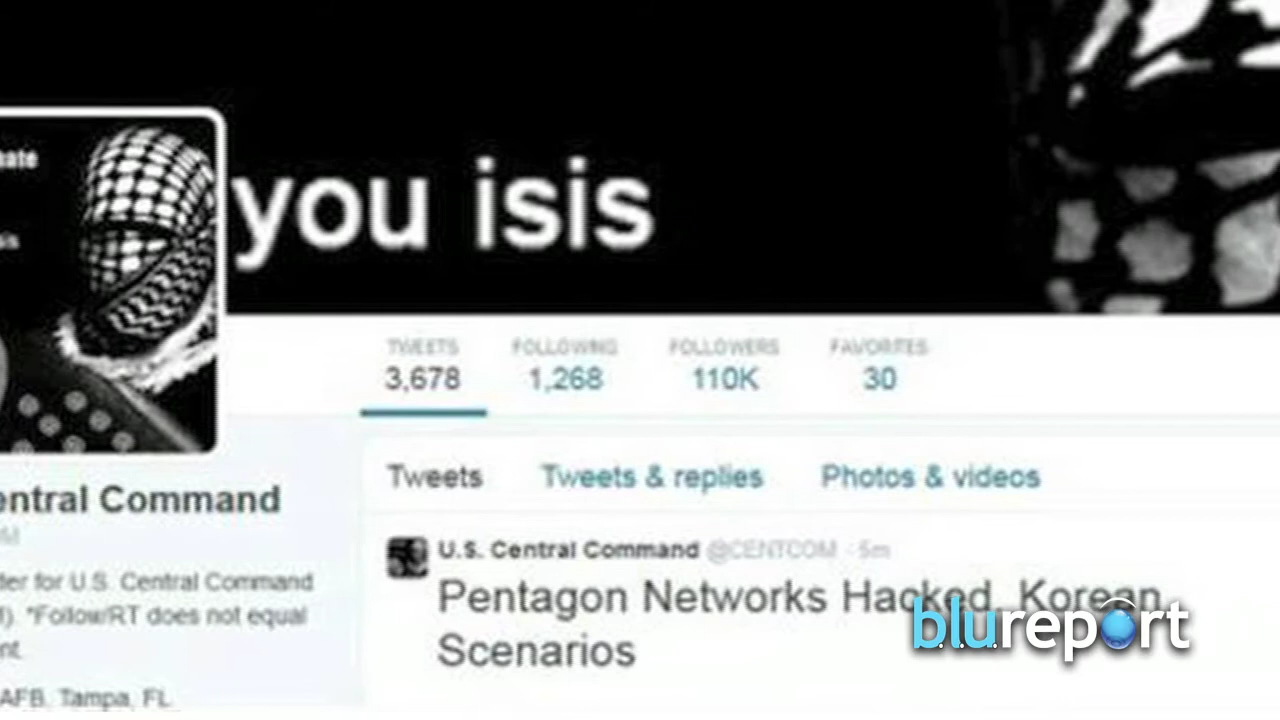 you isis
TWEETS FOLLOWING FOLLOWERS FAVORITES
3,678 1,268 110K 30
Tweets Tweets & replies Photos & videos
entral Command
U.S. Central Command @CENTCOM · 5m
Pentagon Networks Hacked. Korean
Scenarios
der for U.S. Central Command
). *Follow/RT does not equal
nt.
AFB. Tampa, FL
blureport